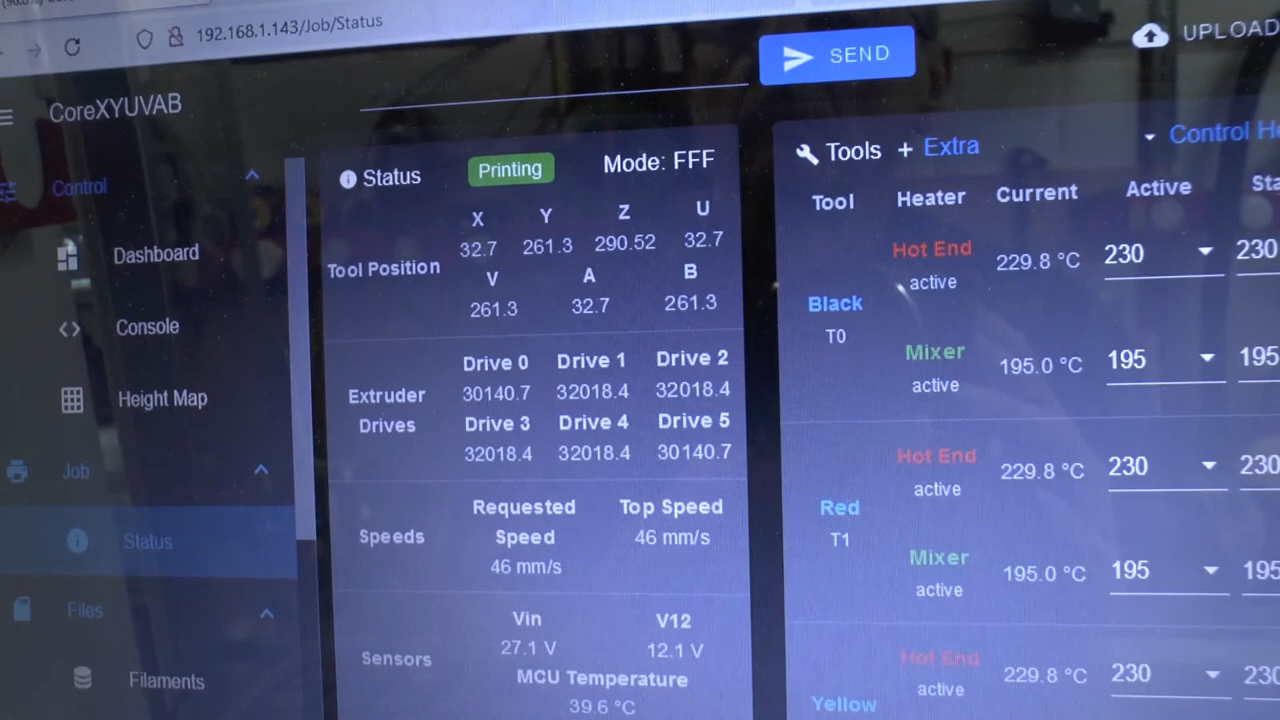 192.168.1.143/Job/Status
SEND
UPLOAD
CoreXYUVAB
Control
Dashboard
Console
Height Map
Job
Status
Files
Filaments
Status
Printing
Mode: FFF
X Y Z U
32.7 261.3 290.52 32.7
Tool Position
V A B
261.3 32.7 261.3
Drive 0 Drive 1 Drive 2
30140.7 32018.4 32018.4
Extruder
Drives
Drive 3 Drive 4 Drive 5
32018.4 32018.4 30140.7
Requested
Speed
Top Speed
Speeds
46 mm/s
46 mm/s
Vin V12
27.1 V 12.1 V
Sensors
MCU Temperature
39.6 °C
Tools + Extra
Control
Tool Heater Current Active
Hot End
active
229.8 °C 230 230
Black
T0
Mixer
active
195.0 °C 195 195
Hot End
active
229.8 °C 230 230
Red
T1
Mixer
active
195.0 °C 195 195
Hot End
active
229.8 °C 230
Yellow